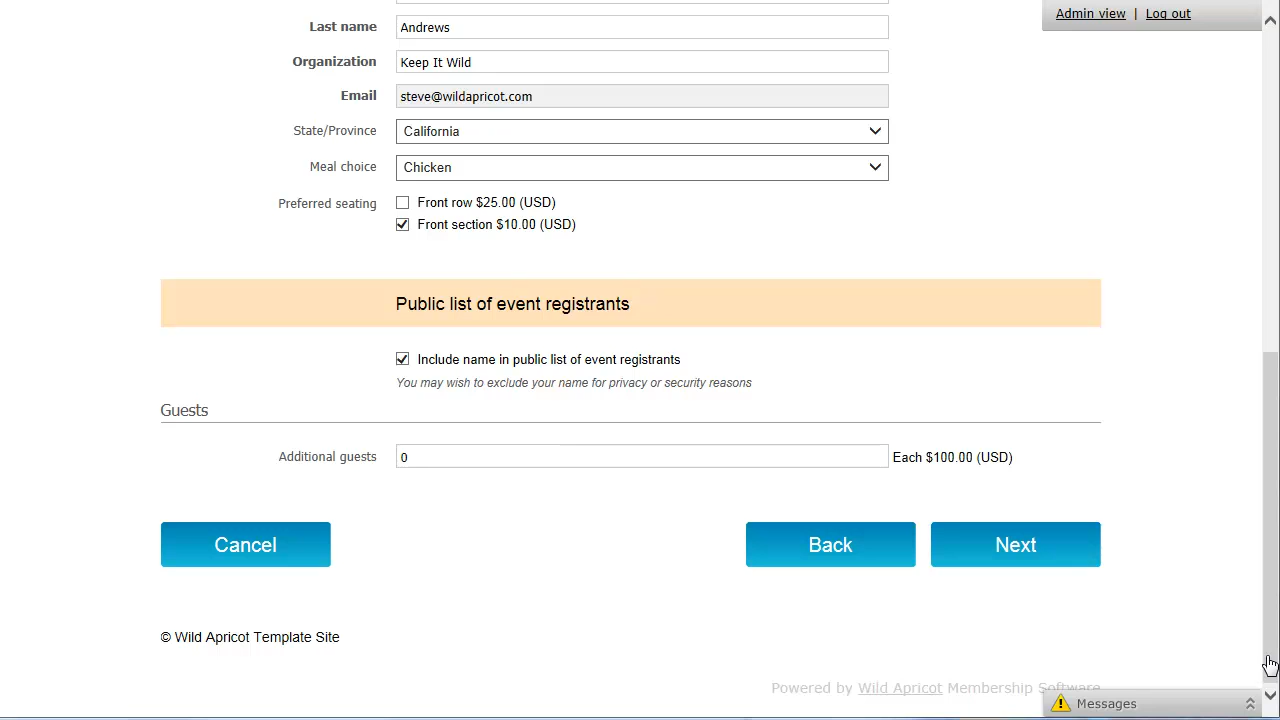 Admin view | Log out
Last name Andrews
Organization Keep It Wild
Email steve@wildapricot.com
State/Province California
Meal choice Chicken
Preferred seating Front row $25.00 (USD)
Front section $10.00 (USD)
Public list of event registrants
Include name in public list of event registrants
You may wish to exclude your name for privacy or security reasons
Guests
Additional guests 0 Each $100.00 (USD)
Cancel Back Next
© Wild Apricot Template Site
Powered by Wild Apricot Membership Software
Messages